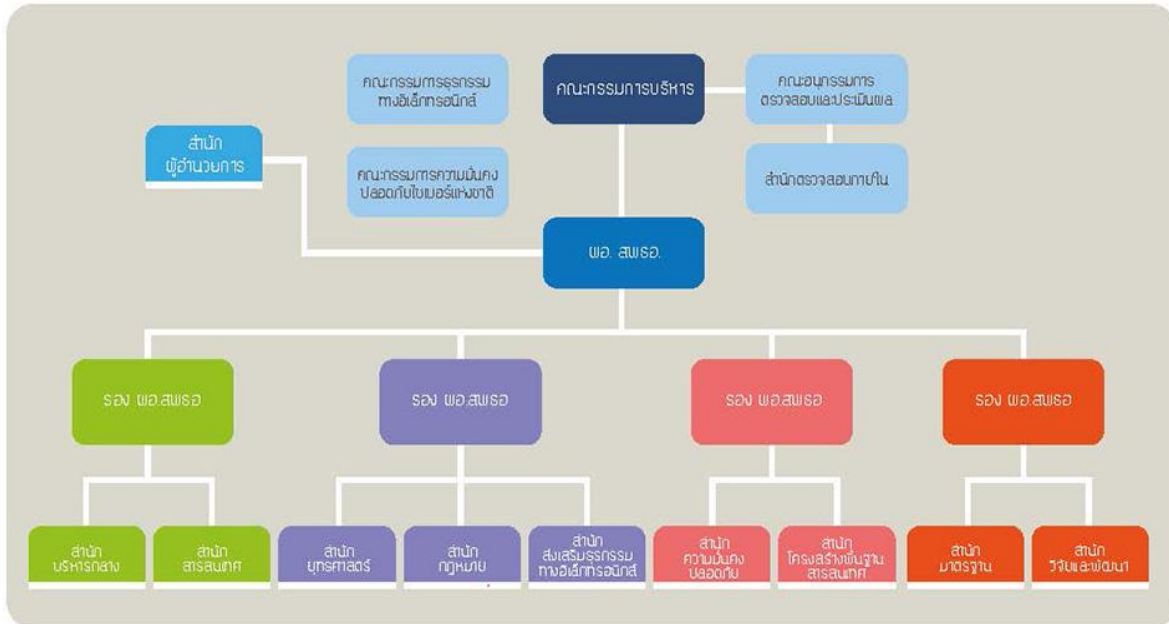 คณะกรรมการธุรกรรม
ทางอิเล็กทรอนิกส์
คณะกรรมการบริหาร
คณะอนุกรรมการ
ตรวจสอบและประเมินผล
สำนัก
ผู้อำนวยการ
คณะกรรมการความมั่นคง
ปลอดภัยไซเบอร์แห่งชาติ
สำนักตรวจสอบภายใน
ผอ. สพธอ.
รอง ผอ.สพธอ
รอง ผอ.สพธอ
รอง ผอ.สพธอ
รอง ผอ.สพธอ
สำนัก
บริหารกลาง
สำนัก
สารสนเทศ
สำนัก
ยุทธศาสตร์
สำนัก
กฎหมาย
สำนัก
ส่งเสริมธุรกรรม
ทางอิเล็กทรอนิกส์
สำนัก
ความมั่นคง
ปลอดภัย
สำนัก
โครงสร้างพื้นฐาน
สารสนเทศ
สำนัก
มาตรฐาน
สำนัก
วิจัยและพัฒนา